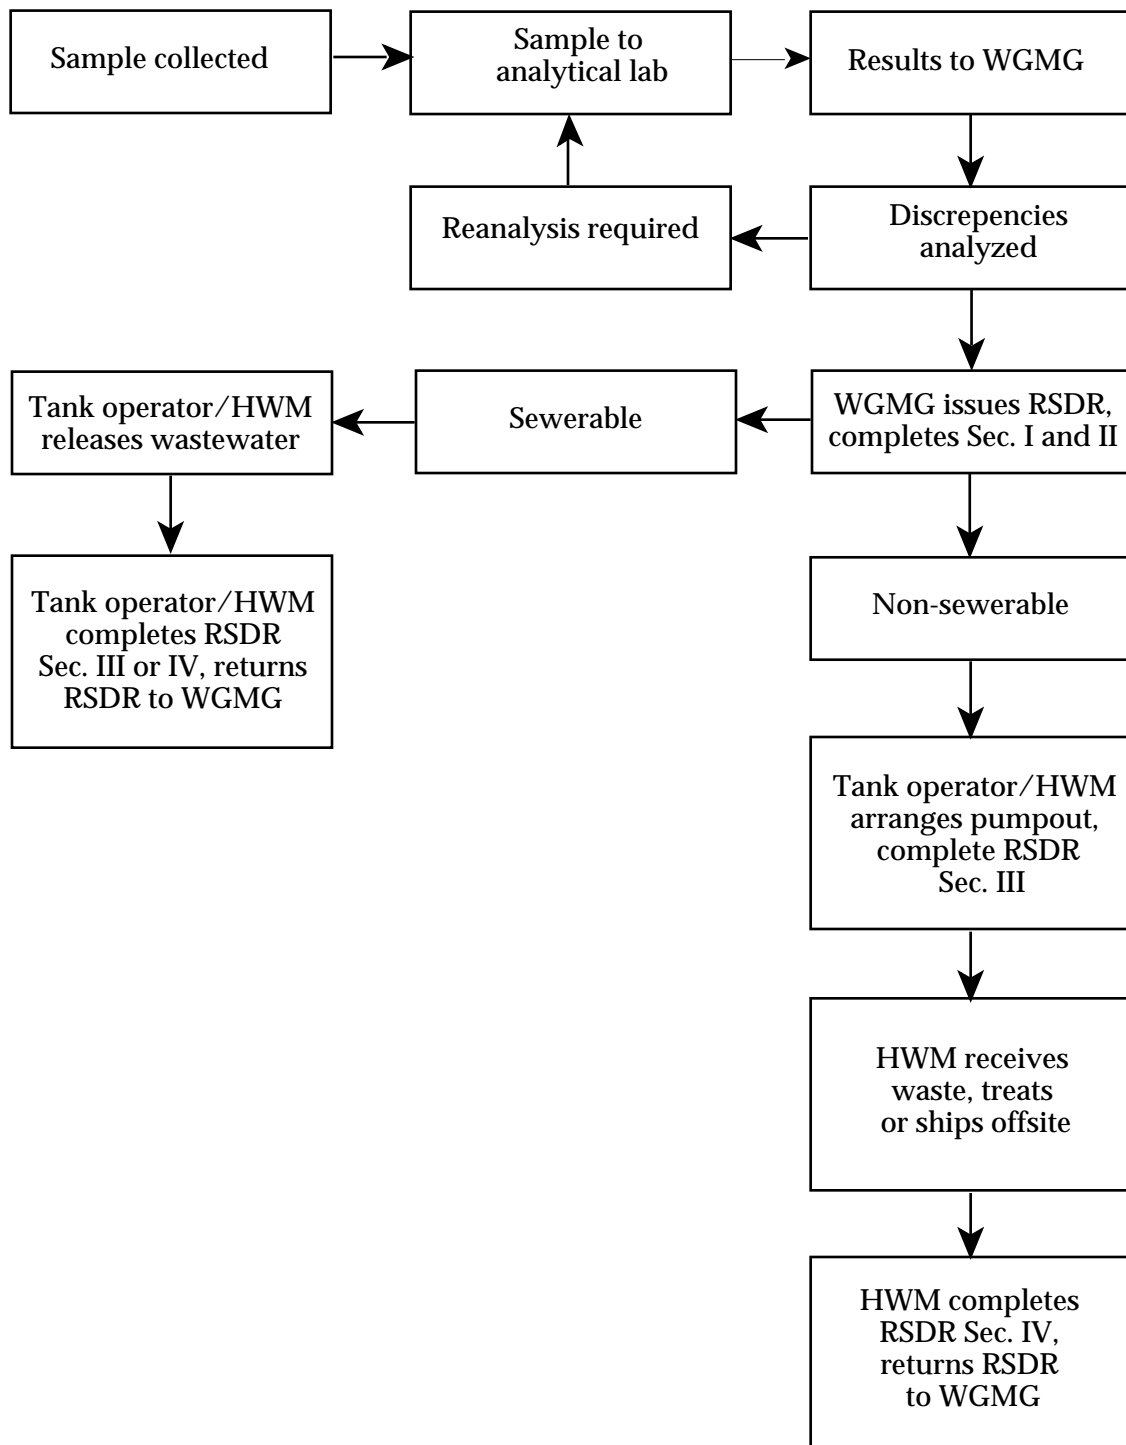 Sample collected
Sample to
analytical lab
Results to WGMG
Reanalysis required
Discrepencies
analyzed
Tank operator/HWM
releases wastewater
Sewerable
WGMG issues RSDR,
completes Sec. I and II
Tank operator/HWM
completes RSDR
Sec. III or IV, returns
RSDR to WGMG
Non-sewerable
Tank operator/HWM
arranges pumpout,
complete RSDR
Sec. III
HWM receives
waste, treats
or ships offsite
HWM completes
RSDR Sec. IV,
returns RSDR
to WGMG